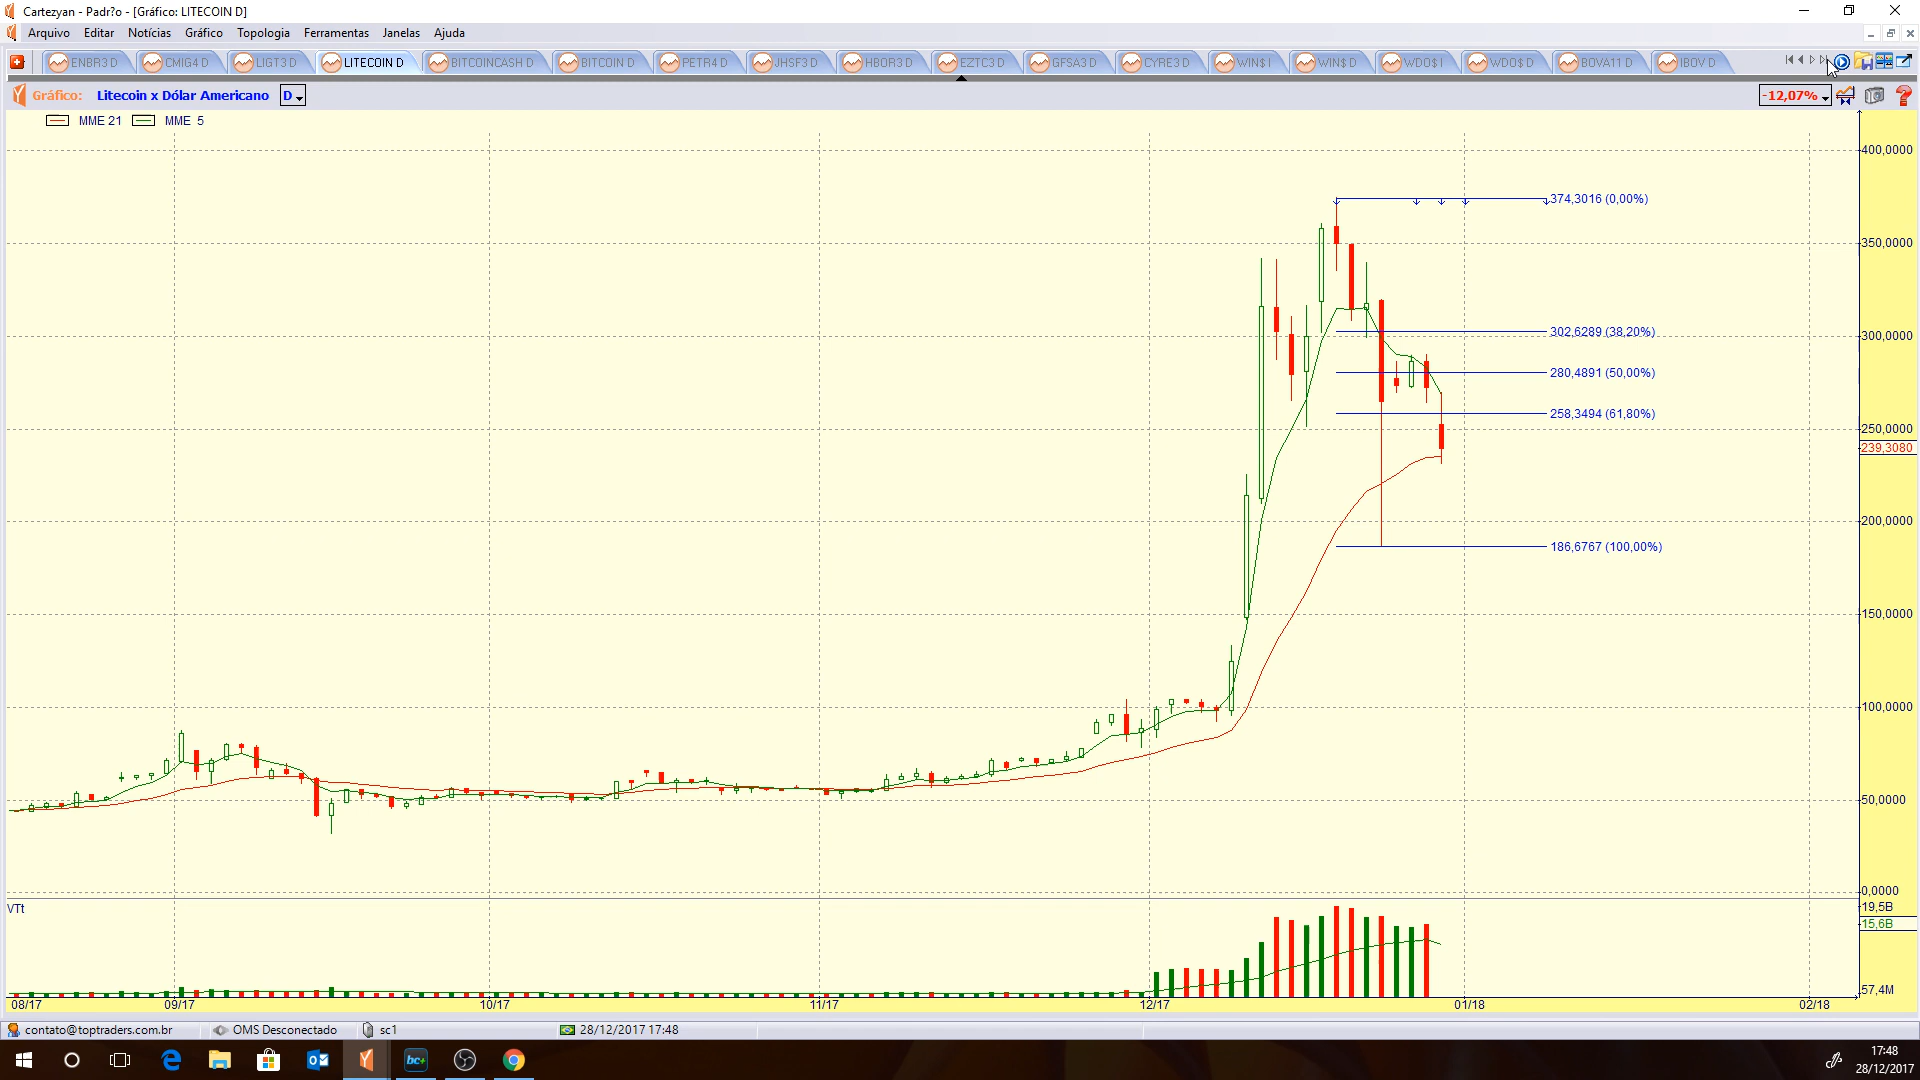 Cartezyan - Padr?o - [Gráfico: LITECOIN D]
Arquivo Editar Notícias Gráfico Topologia Ferramentas Janelas Ajuda
ENBR3 D CMIG4 D LIGT3 D LITECOIN D BITCOINCASH D BITCOIN D PETR4 D JHSF3 D HBOR3 D EZTC3 D GFSA3 D CYRE3 D WIN$ I WIN$ D WDO$ I WDO$ D BOVA11 D IBOV D
Gráfico: Litecoin x Dólar Americano D -12,07%
MME 21 MME 5
400,0000
374,3016 (0,00%)
350,0000
302,6289 (38,20%)
300,0000
280,4891 (50,00%)
258,3494 (61,80%)
250,0000
239,3080
200,0000
186,6767 (100,00%)
150,0000
100,0000
50,0000
0,0000
VTt
19,5B
15,6B
57,4M
08/17 09/17 10/17 11/17 12/17 01/18 02/18
contato@toptraders.com.br OMS Desconectado sc1 28/12/2017 17:48
bc+
17:48
28/12/2017